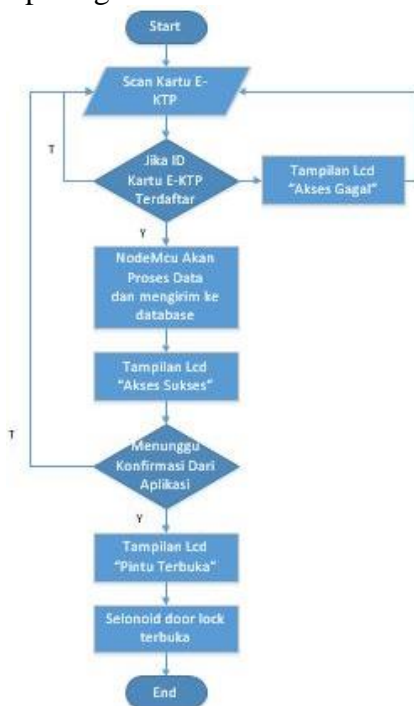 Start
Scan Kartu E-
KTP
T
Jika ID
Kartu E-KTP
Terdaftar
Tampilan Lcd
"Akses Gagal"
Y
NodeMcu Akan
Proses Data
dan mengirim ke
database
Tampilan Lcd
"Akses Sukses"
T
Menunggu
Konfirmasi Dari
Aplikasi
Y
Tampilan Lcd
"Pintu Terbuka"
Selonoid door lock
terbuka
End